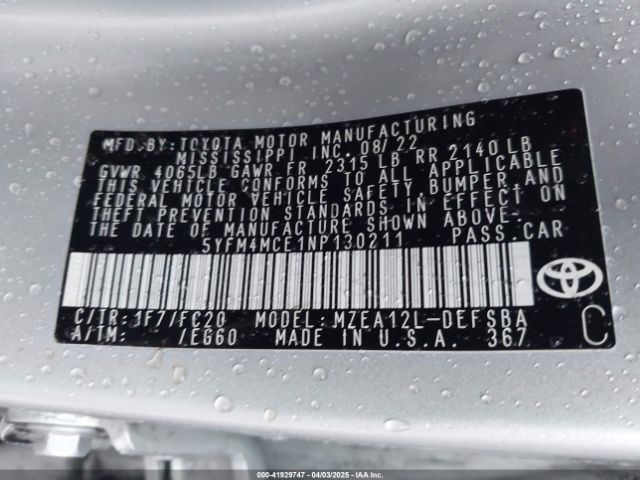 MFD. BY: TOYOTA MOTOR MANUFACTURING
MISSISSIPPI INC. 08/22
GVWR 4065LB GAWR FR 2315 LB RR 2140 LB
THIS VEHICLE CONFORMS TO ALL APPLICABLE
FEDERAL MOTOR VEHICLE SAFETY, BUMPER, AND
THEFT PREVENTION STANDARDS IN EFFECT ON
THE DATE OF MANUFACTURE SHOWN ABOVE.
5YFM4MCE1NP130211 PASS. CAR
C/TR: 1F7/FC20 MODEL: MZEA12L-DEFSBA
A/TM: /EG60 MADE IN U.S.A. 367
C
000-41929747 - 04/03/2025 - IAAI.CA